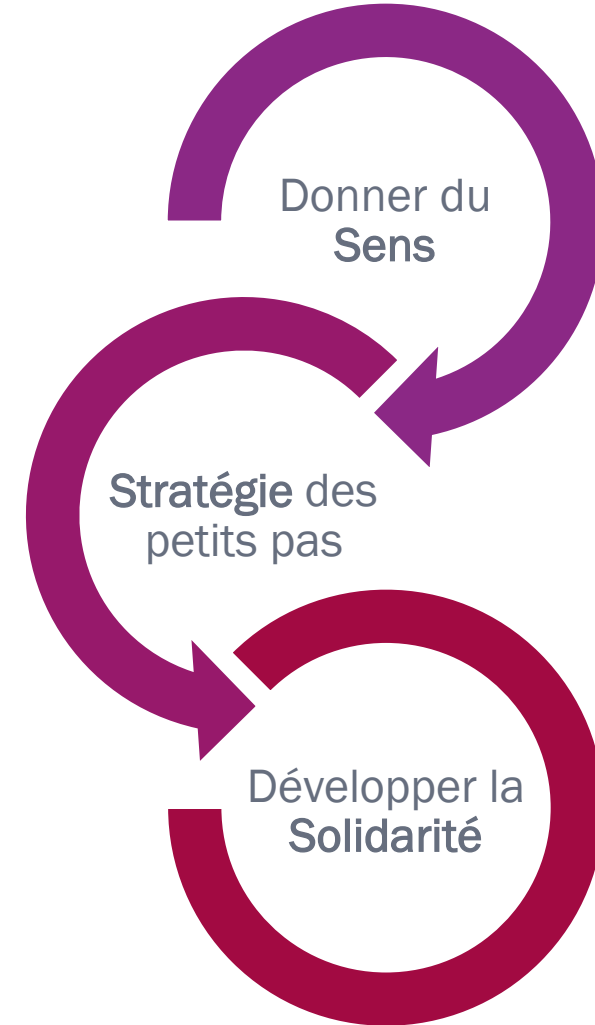 Donner du
Sens
Stratégie des
petits pas
Développer la
Solidarité